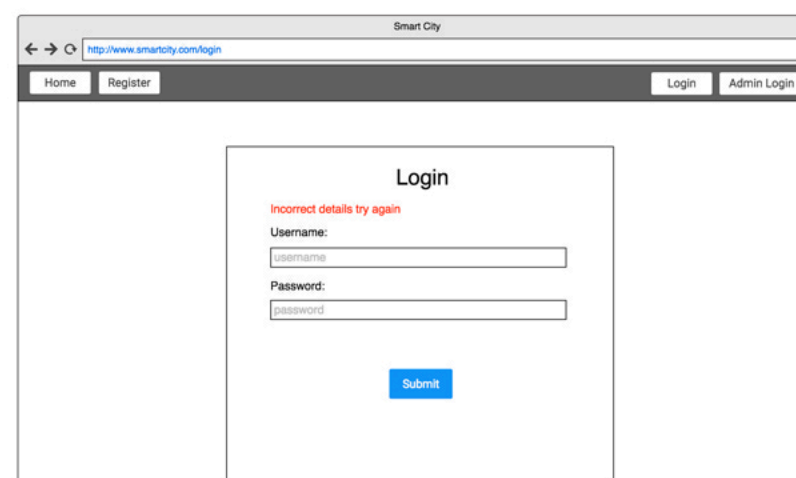 Smart City
http://www.smartcity.com/login
Home Register Login Admin Login
Login
Incorrect details try again
Username:
username
Password:
password
Submit